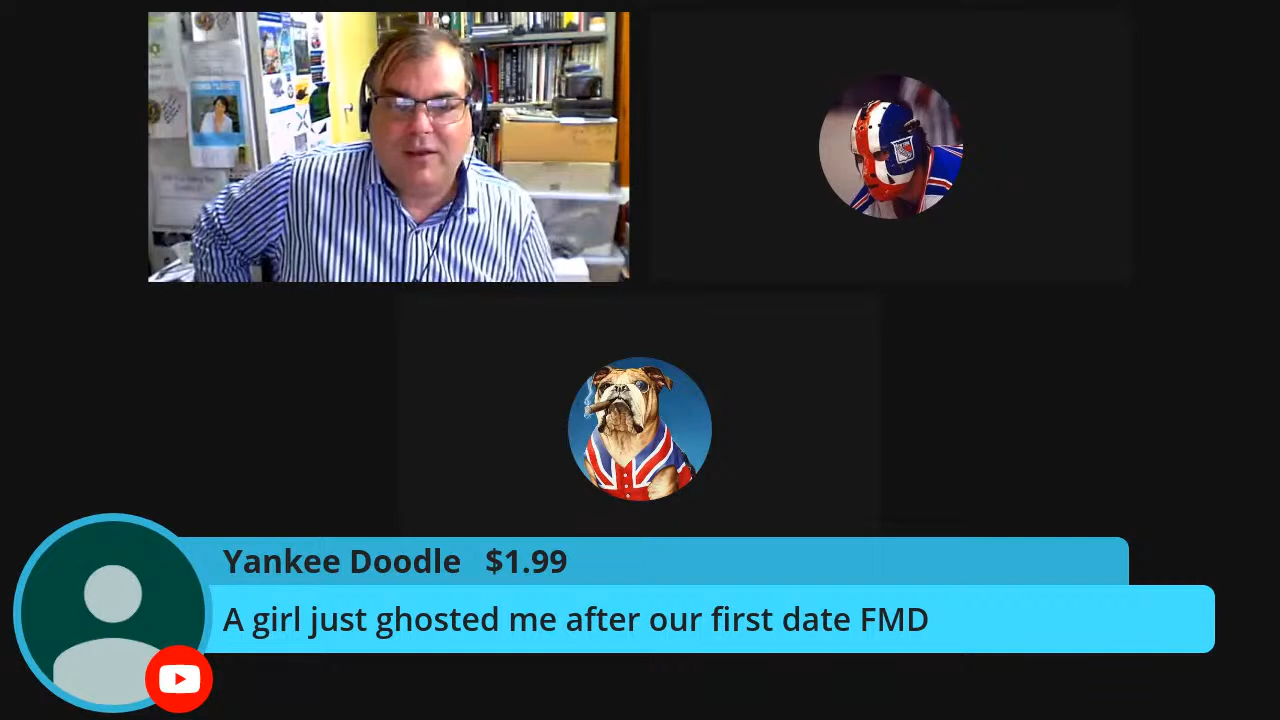 Yankee Doodle $1.99
A girl just ghosted me after our first date FMD